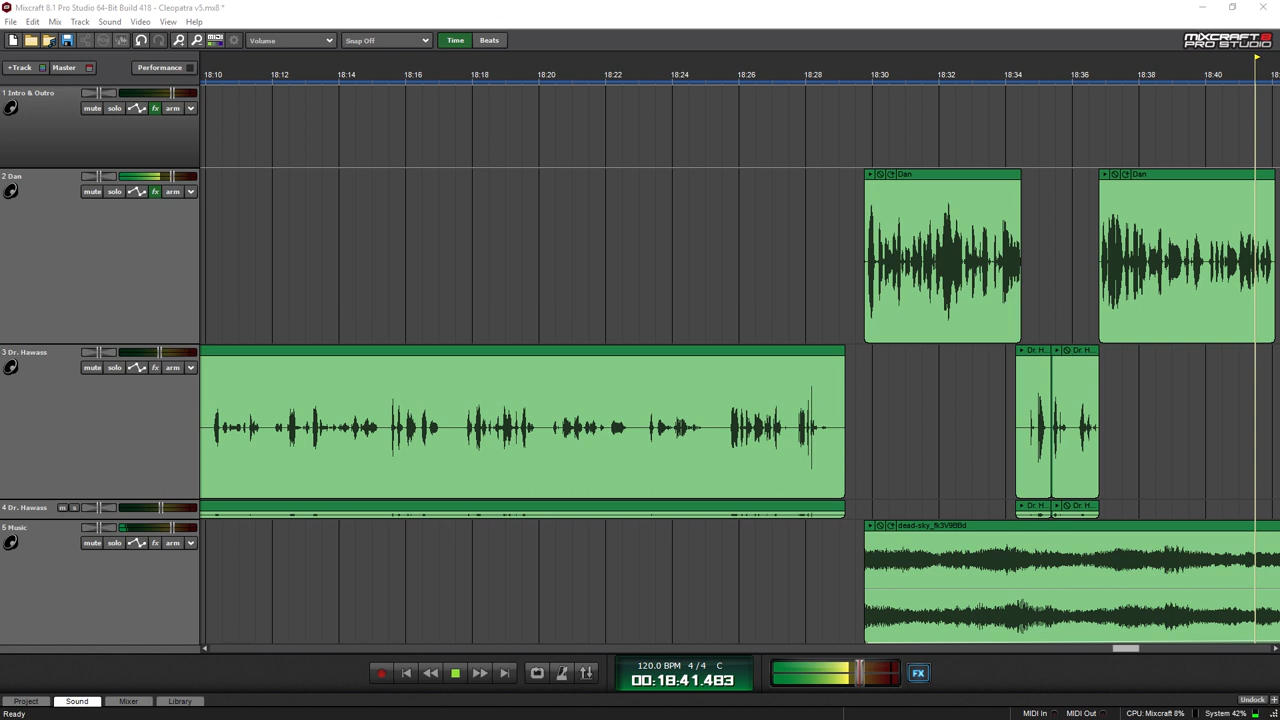 Mixcraft 8.1 Pro Studio 64-Bit Build 418 - Cleopatra v5.mx8 *
File Edit Mix Track Sound Video View Help
Volume Snap Off Time Beats MIXCRAFT 8 PRO STUDIO
+Track Master Performance
18:10 18:12 18:14 18:16 18:18 18:20 18:22 18:24 18:26 18:28 18:30 18:32 18:34 18:36 18:38 18:40
1 Intro & Outro
mute solo fx arm
2 Dan
mute solo fx arm
Dan Dan
3 Dr. Hawass
mute solo fx arm
Dr. H... Dr. H...
4 Dr. Hawass m s
Dr. H... Dr. H...
5 Music
mute solo fx arm
dead-sky_fk3V9BBd
120.0 BPM 4 / 4 C
00:18:41.483
FX
Project Sound Mixer Library Undock
Ready MIDI In MIDI Out CPU: Mixcraft 8% System 42%